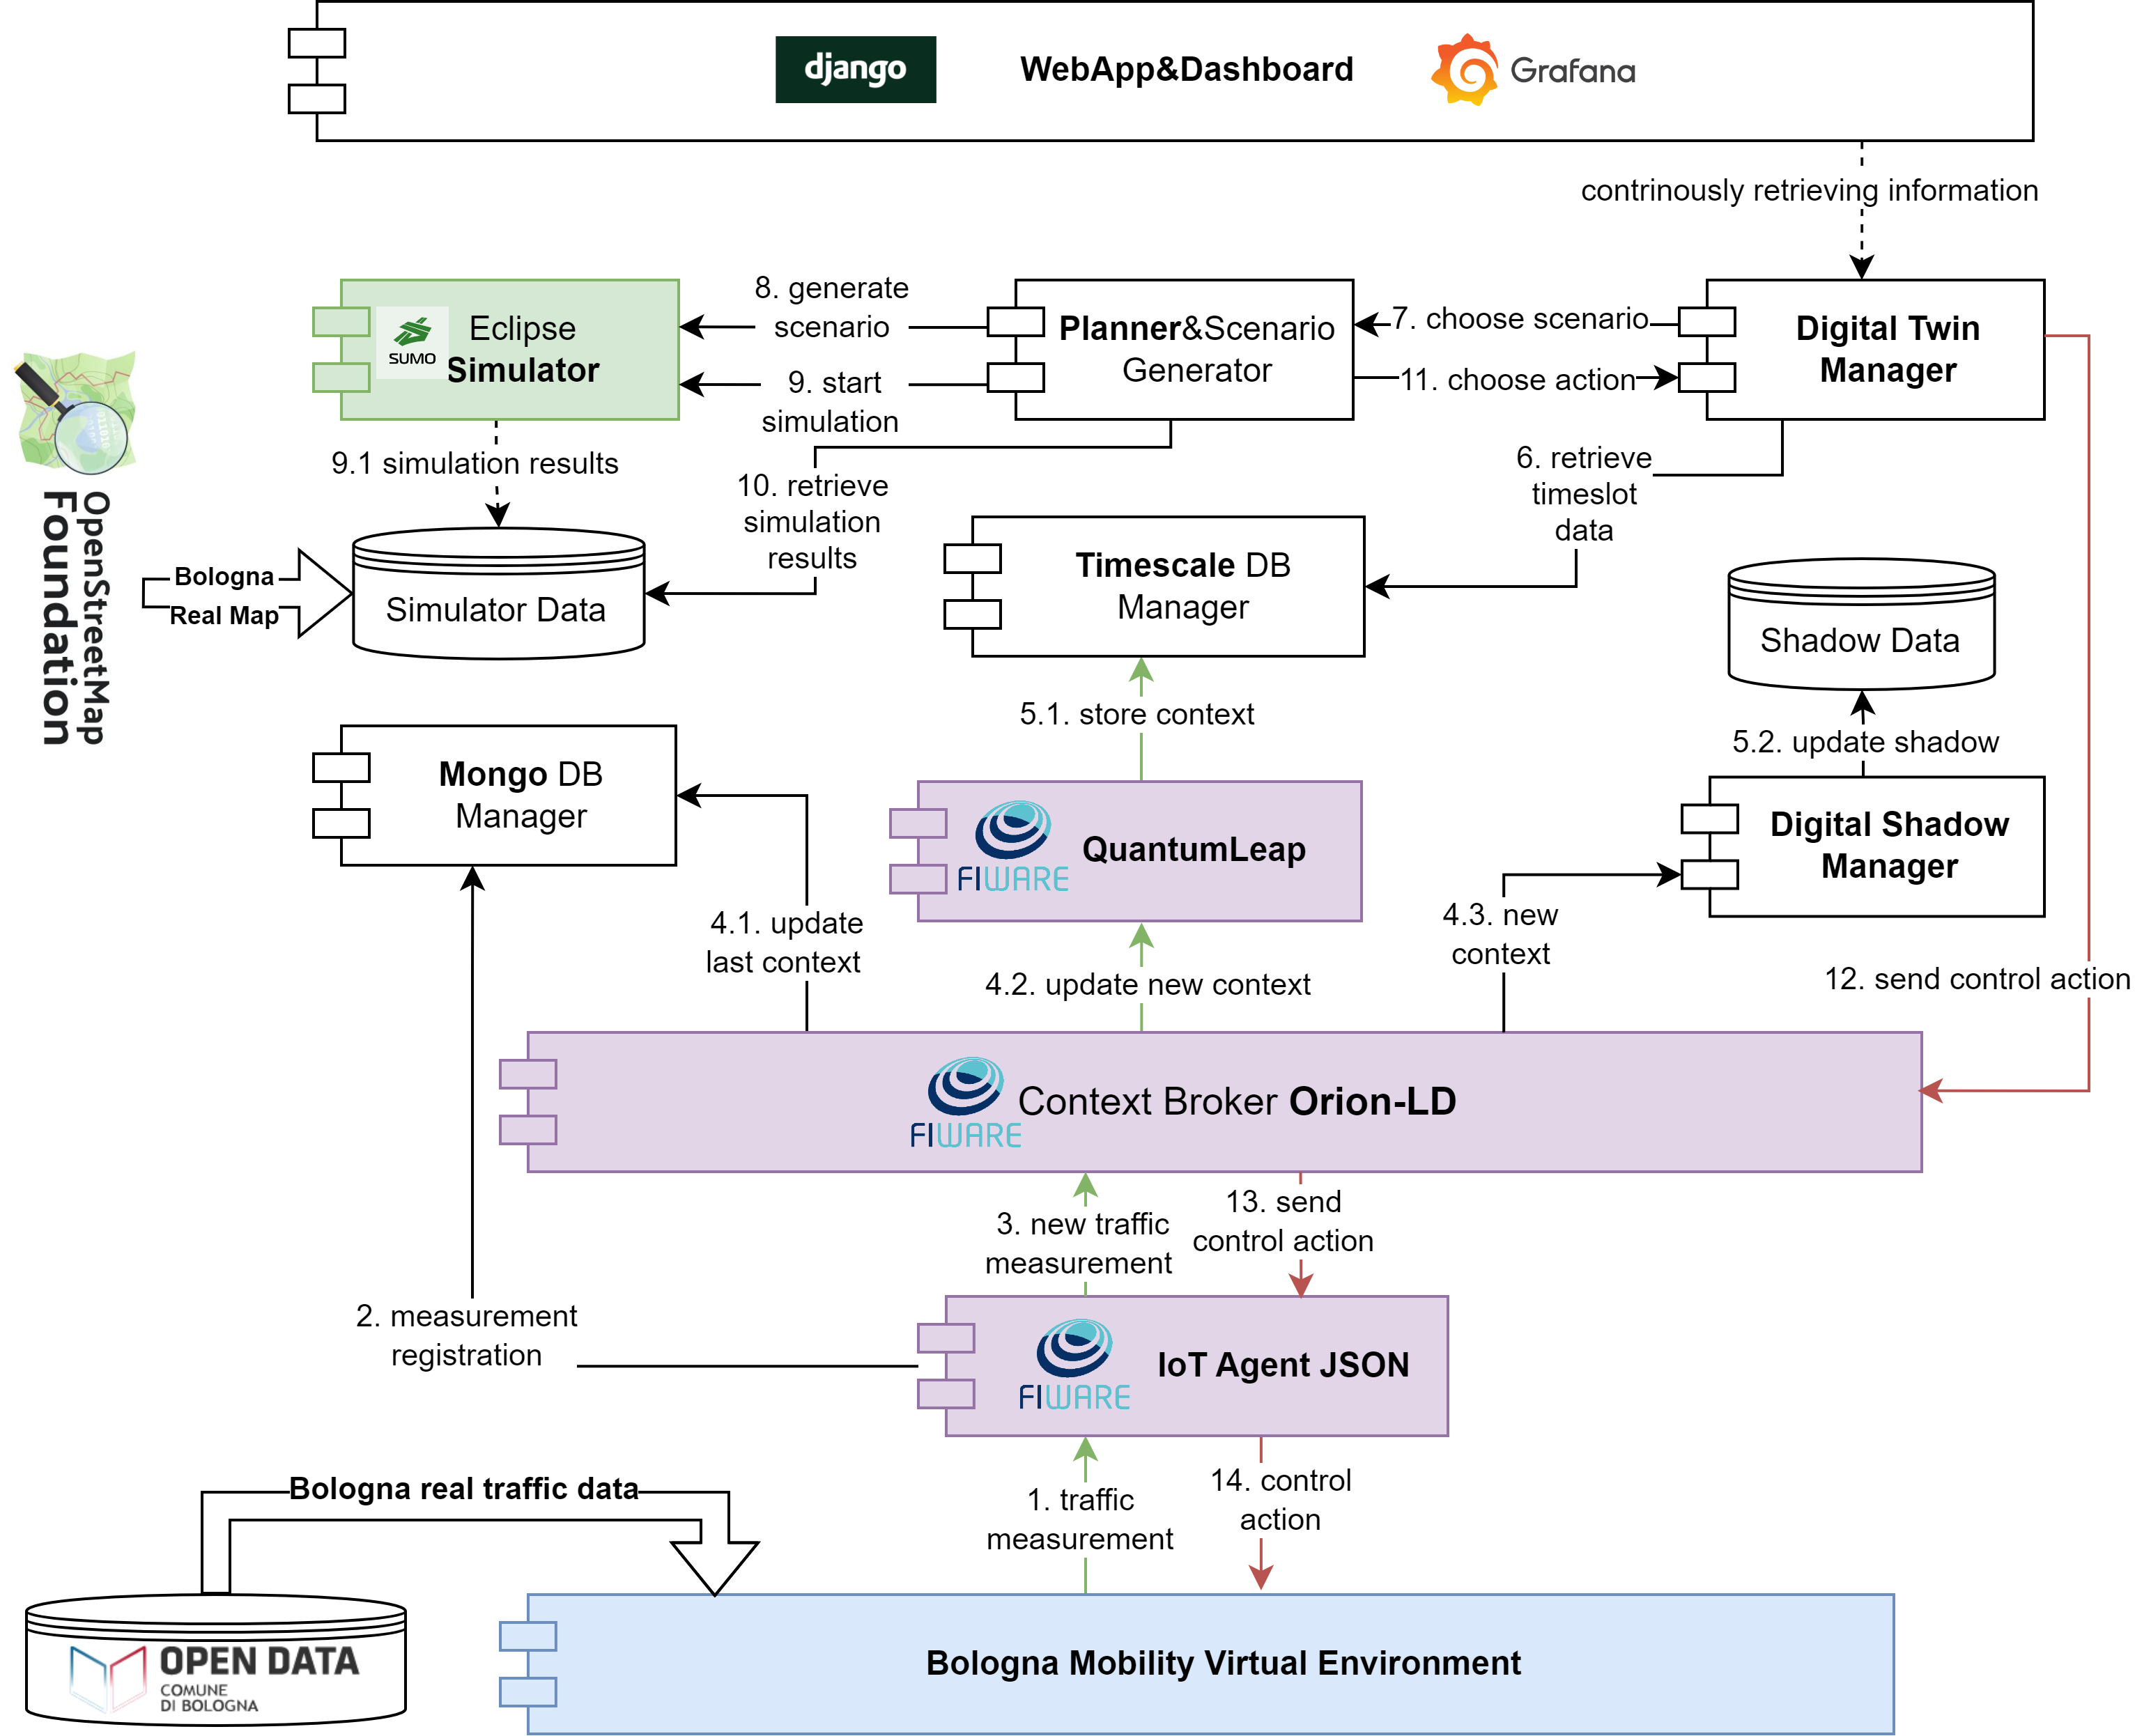 django
WebApp&Dashboard
Grafana
contrinously retrieving information
SUMO
Eclipse
Simulator
8. generate
scenario
9. start
simulation
Planner&Scenario
Generator
7. choose scenario
11. choose action
Digital Twin
Manager
9.1 simulation results
10. retrieve
simulation
results
6. retrieve
timeslot
data
OpenStreetMap
Foundation
Bologna
Real Map
Simulator Data
Timescale DB
Manager
Shadow Data
5.1. store context
5.2. update shadow
Mongo DB
Manager
FIWARE
QuantumLeap
Digital Shadow
Manager
4.1. update
last context
4.2. update new context
4.3. new
context
12. send control action
FIWARE
Context Broker Orion-LD
3. new traffic
measurement
13. send
control action
2. measurement
registration
FIWARE
IoT Agent JSON
Bologna real traffic data
1. traffic
measurement
14. control
action
OPEN DATA
COMUNE
DI BOLOGNA
Bologna Mobility Virtual Environment